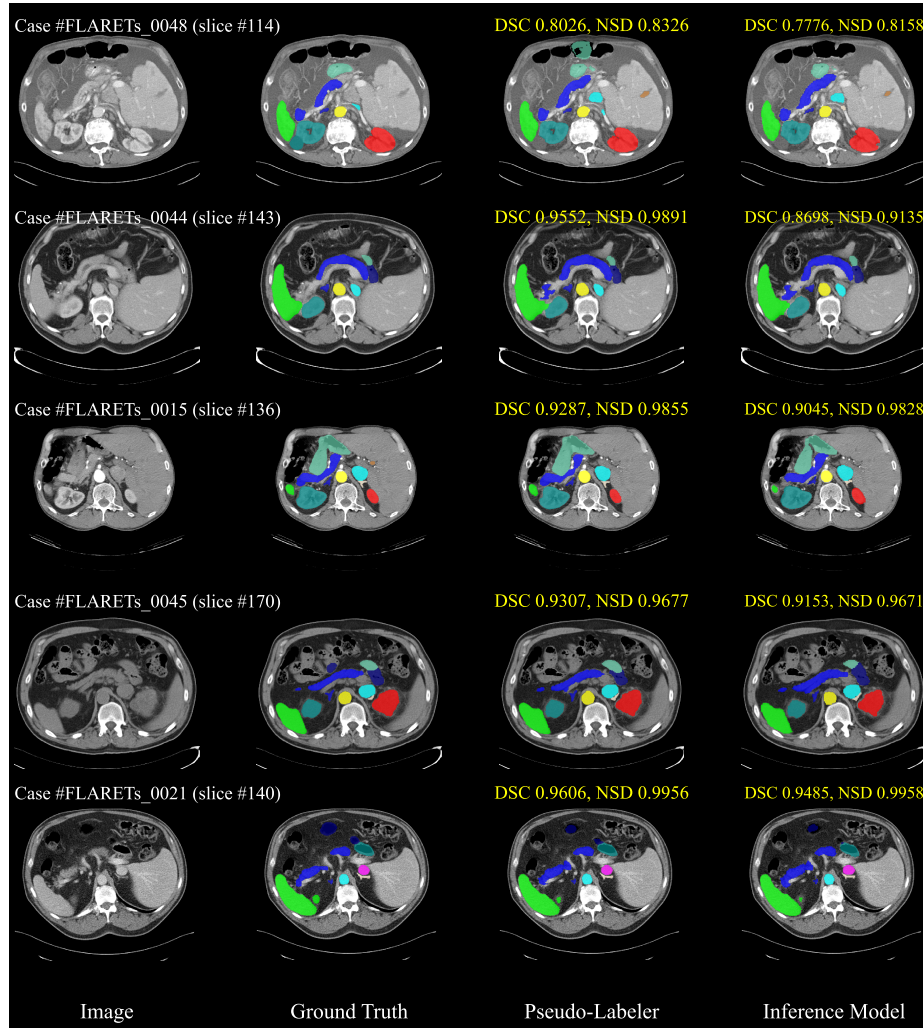 Case #FLARETs_0048 (slice #114) DSC 0.8026, NSD 0.8326 DSC 0.7776, NSD 0.8158
Case #FLARETs_0044 (slice #143) DSC 0.9552, NSD 0.9891 DSC 0.8698, NSD 0.9135
Case #FLARETs_0015 (slice #136) DSC 0.9287, NSD 0.9855 DSC 0.9045, NSD 0.9828
Case #FLARETs_0045 (slice #170) DSC 0.9307, NSD 0.9677 DSC 0.9153, NSD 0.9671
Case #FLARETs_0021 (slice #140) DSC 0.9606, NSD 0.9956 DSC 0.9485, NSD 0.9958
Image Ground Truth Pseudo-Labeler Inference Model